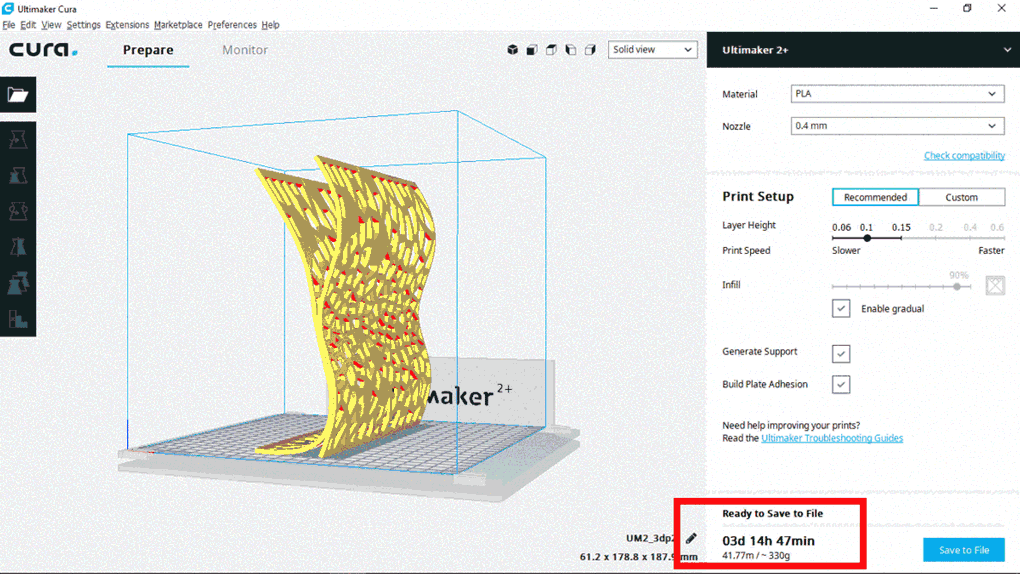 Ultimaker Cura
File Edit View Settings Extensions Marketplace Preferences Help
cura.
Prepare
Monitor
Solid view
Ultimaker 2+
Material
PLA
Nozzle
0.4 mm
Check compatibility
Print Setup
Recommended
Custom
Layer Height
0.06 0.1 0.15 0.2 0.4 0.6
Print Speed
Slower
Faster
90%
Infill
Enable gradual
Generate Support
Build Plate Adhesion
Need help improving your prints?
Read the Ultimaker Troubleshooting Guides
maker 2+
Ready to Save to File
UM2_3dp2
03d 14h 47min
61.2 x 178.8 x 187.9 mm
41.77m / ~ 330g
Save to File